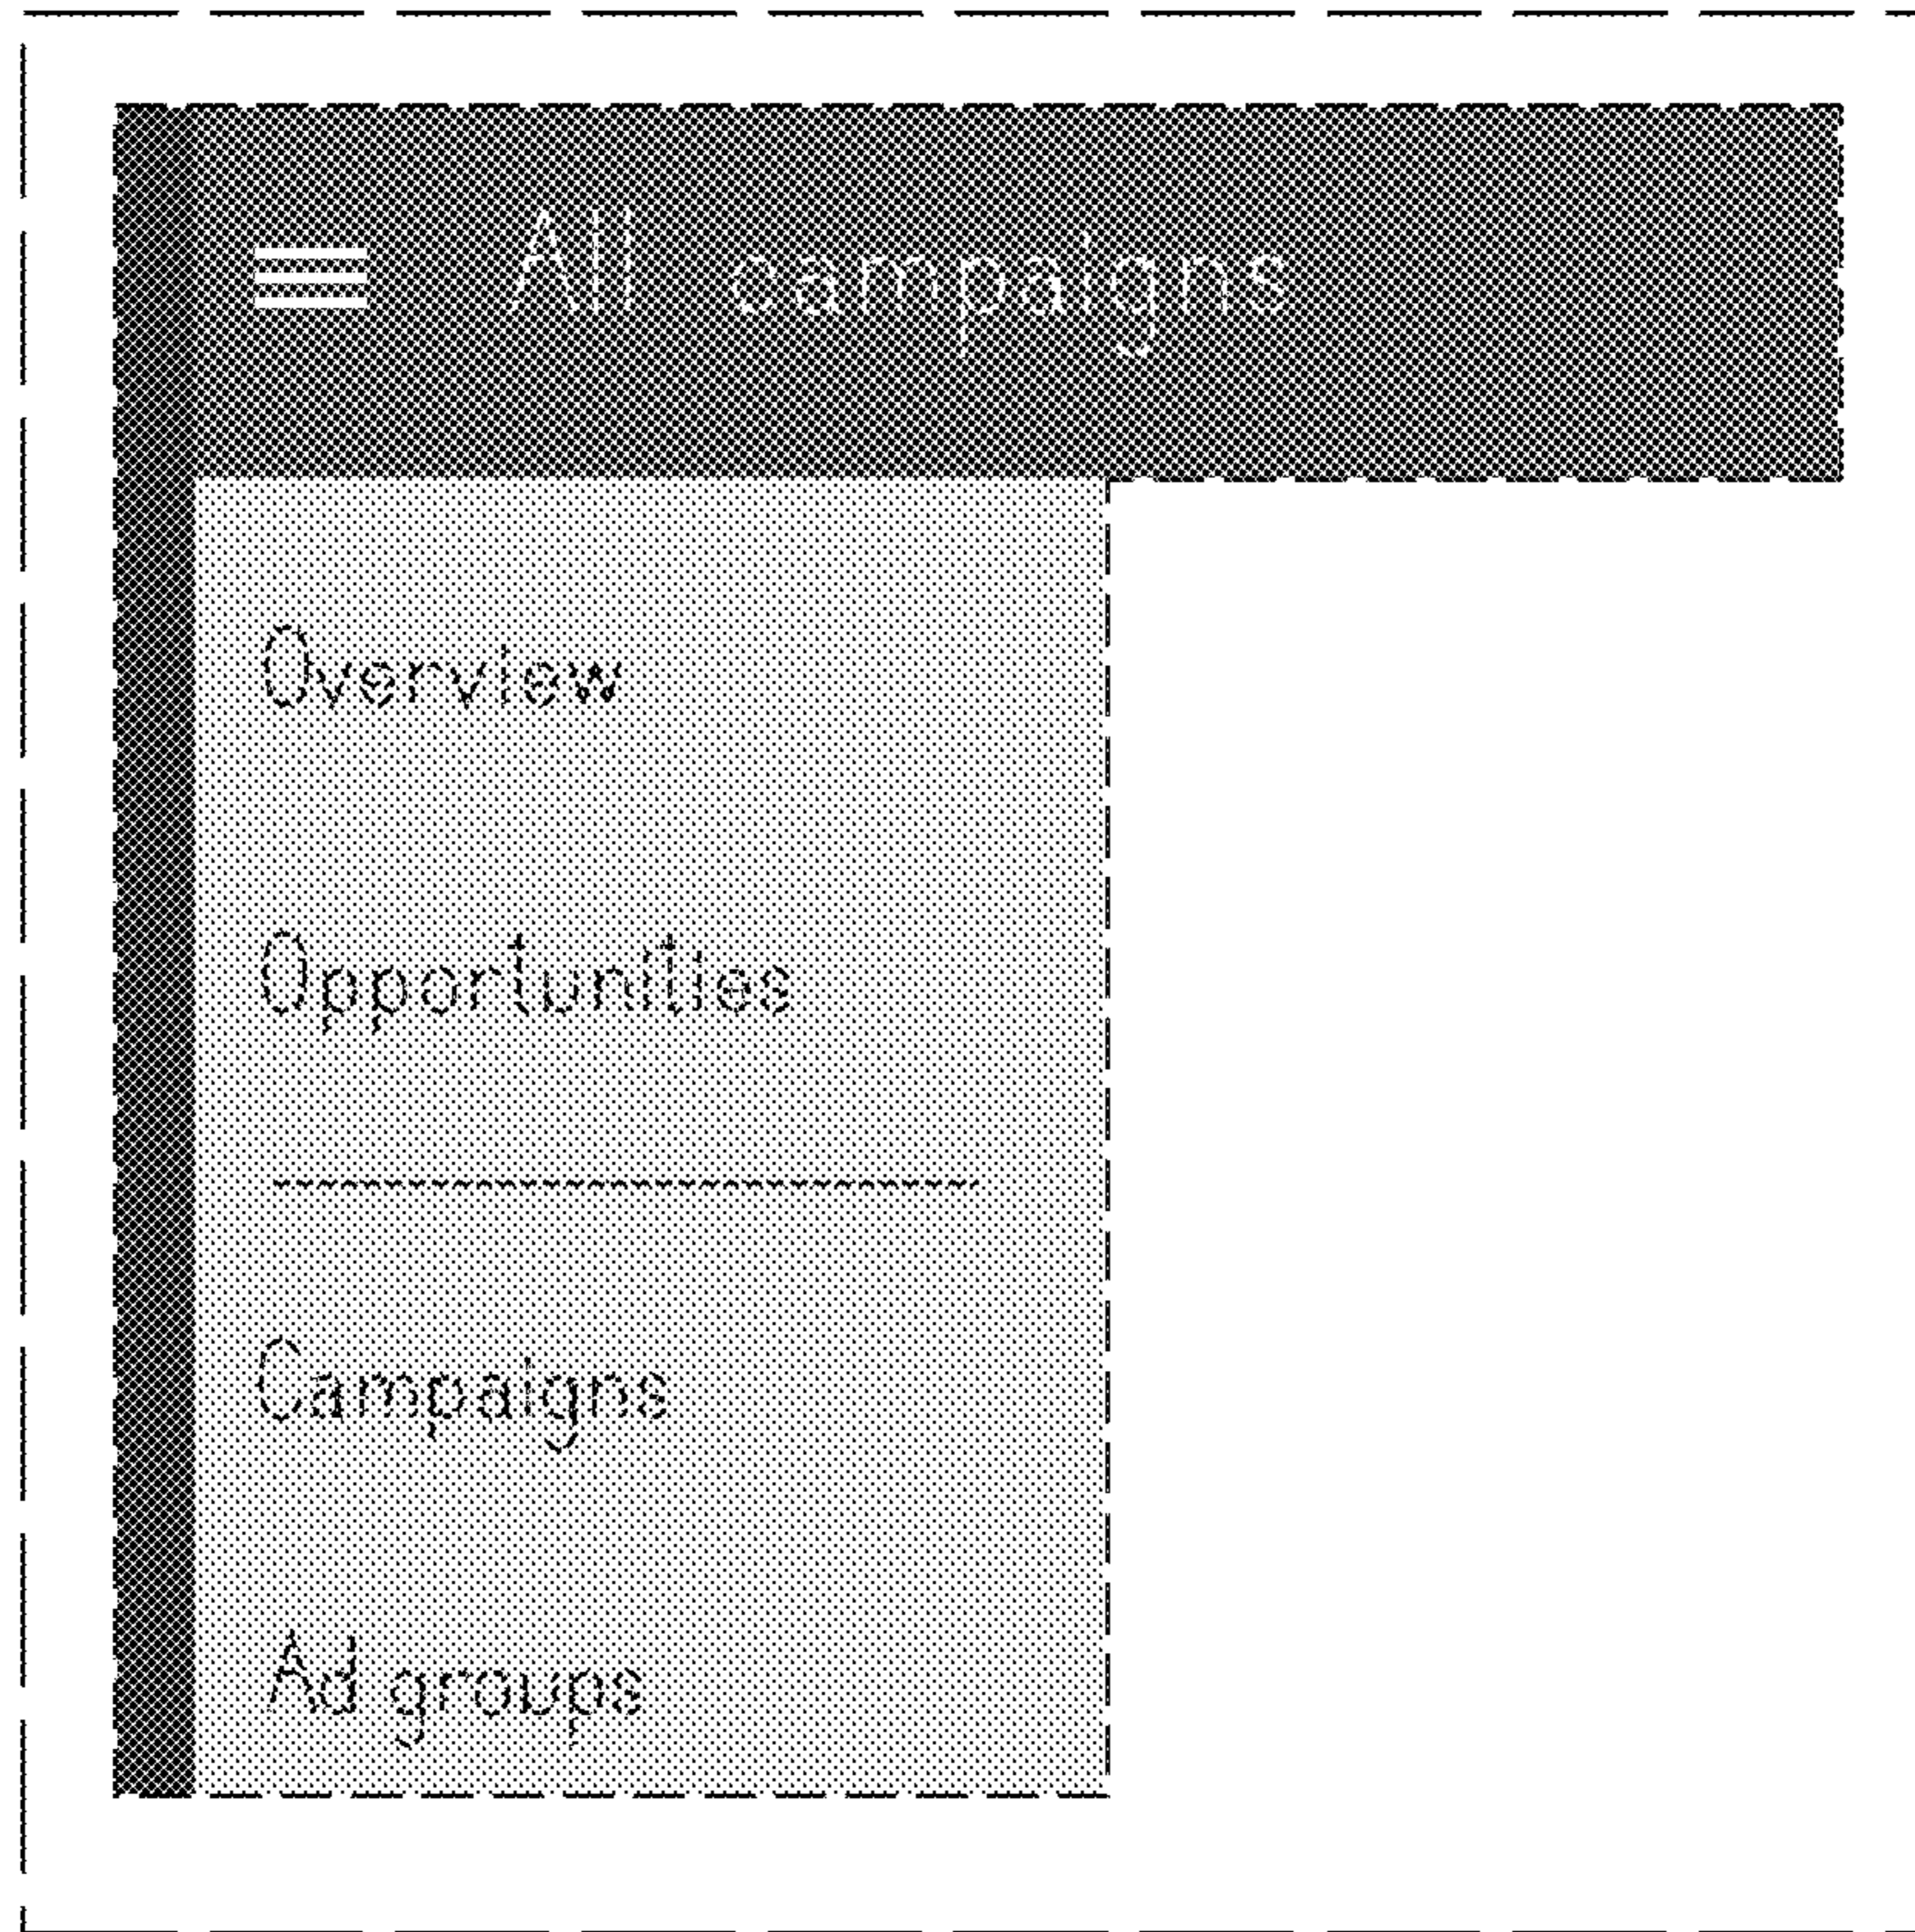 All campaigns
Overview
Opportunities
Campaigns
Ad groups